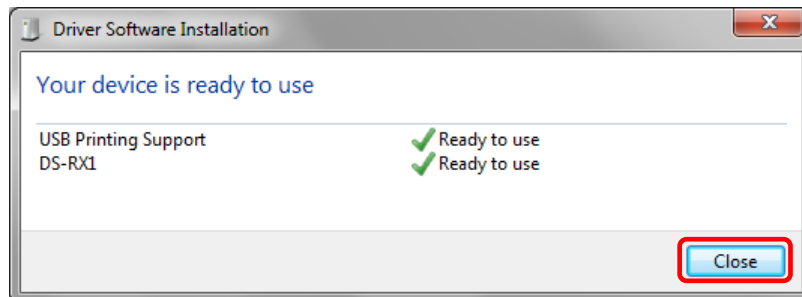 Driver Software Installation
Your device is ready to use
USB Printing Support Ready to use
DS-RX1 Ready to use
Close